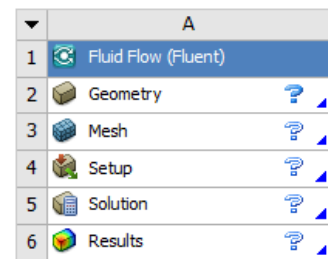 A
1 Fluid Flow (Fluent)
2 Geometry ?
3 Mesh ?
4 Setup ?
5 Solution ?
6 Results ?